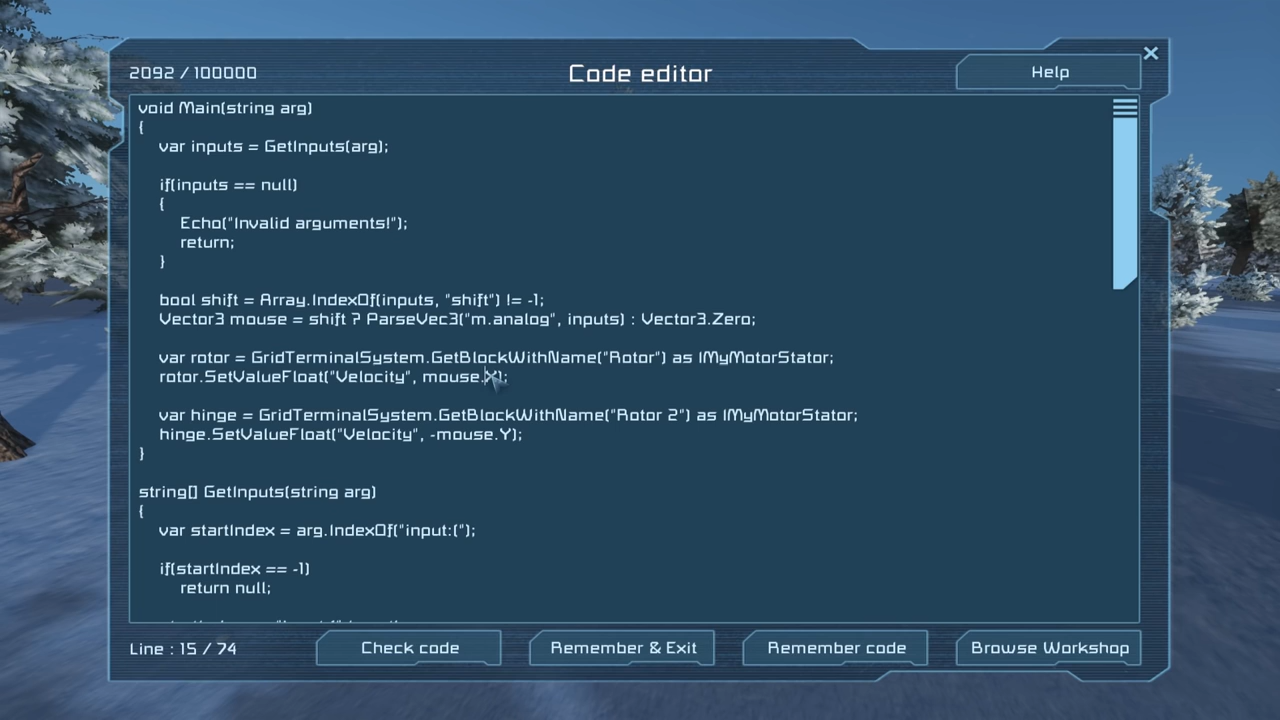 2092 / 100000
Code editor
Help
void Main(string arg)
{
var inputs = GetInputs(arg);
if(inputs == null)
{
Echo("Invalid arguments!");
return;
}
bool shift = Array.IndexOf(inputs, "shift") != -1;
Vector3 mouse = shift ? ParseVec3("m.analog", inputs) : Vector3.Zero;
var rotor = GridTerminalSystem.GetBlockWithName("Rotor") as IMyMotorStator;
rotor.SetValueFloat("Velocity", mouse.X);
var hinge = GridTerminalSystem.GetBlockWithName("Rotor 2") as IMyMotorStator;
hinge.SetValueFloat("Velocity", -mouse.Y);
}
string[] GetInputs(string arg)
{
var startIndex = arg.IndexOf("input:(");
if(startIndex == -1)
return null;
Line : 15 / 74
Check code
Remember & Exit
Remember code
Browse Workshop